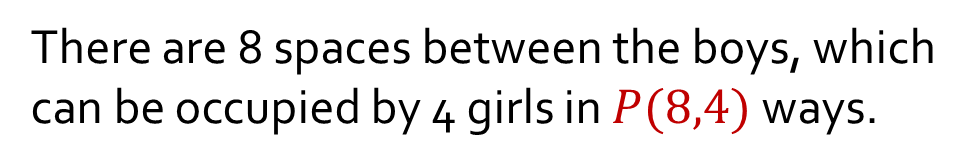 There are 8 spaces between the boys, which
can be occupied by 4 girls in P(8,4) ways.